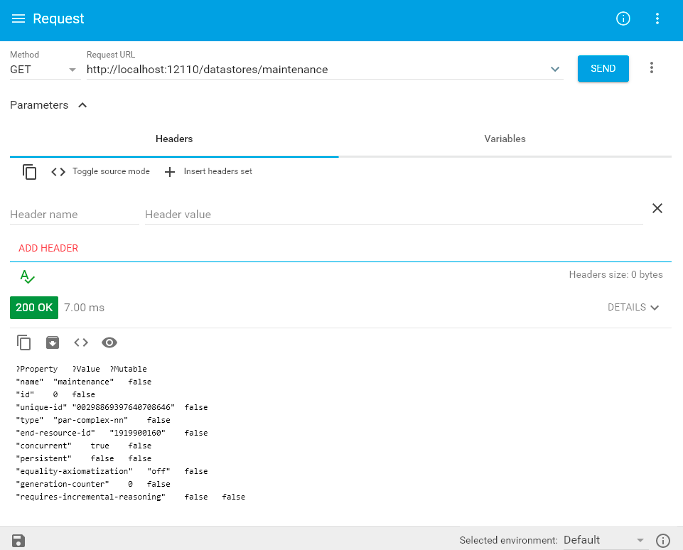 Request
Method
Request URL
GET
http://localhost:12110/datastores/maintenance
SEND
Parameters
Headers
Variables
Toggle source mode
Insert headers set
Header name
Header value
ADD HEADER
Headers size: 0 bytes
200 OK 7.00 ms
DETAILS
?Property ?Value ?Mutable
"name" "maintenance" false
"id" 0 false
"unique-id" "00298869397640708646" false
"type" "par-complex-nn" false
"end-resource-id" "1919900160" false
"concurrent" true false
"persistent" false false
"equality-axiomatization" "off" false
"generation-counter" 0 false
"requires-incremental-reasoning" false false
Selected environment: Default